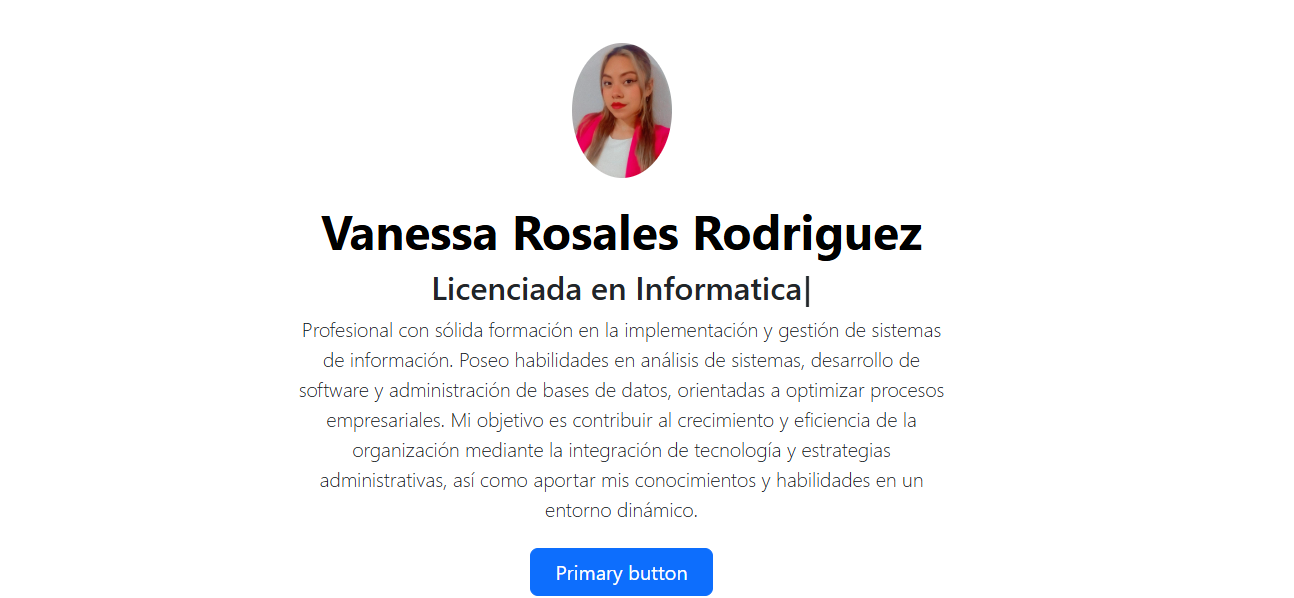 Vanessa Rosales Rodriguez
Licenciada en Informatica|
Profesional con sólida formación en la implementación y gestión de sistemas
de información. Poseo habilidades en análisis de sistemas, desarrollo de
software y administración de bases de datos, orientadas a optimizar procesos
empresariales. Mi objetivo es contribuir al crecimiento y eficiencia de la
organización mediante la integración de tecnología y estrategias
administrativas, así como aportar mis conocimientos y habilidades en un
entorno dinámico.
Primary button